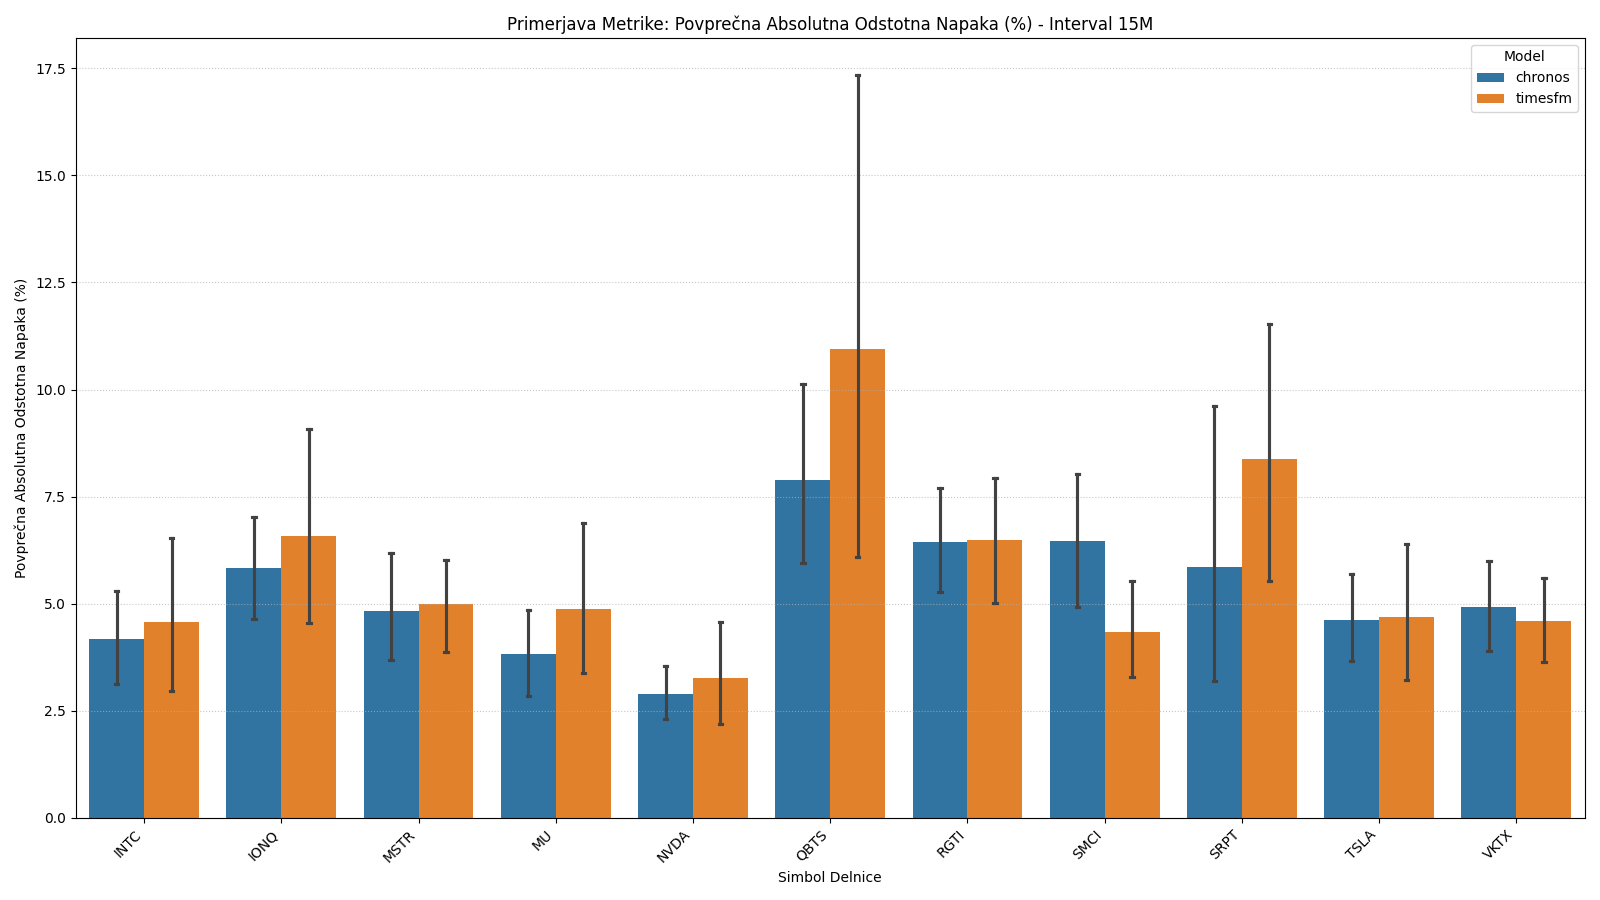 Primerjava Metrike: Povprečna Absolutna Odstotna Napaka (%) - Interval 15M
Model
chronos
timesfm
Povprečna Absolutna Odstotna Napaka (%)
17.5
15.0
12.5
10.0
7.5
5.0
2.5
0.0
INTC
IONQ
MSTR
MU
NVDA
QBTS
RGTI
SMCI
SRPT
TSLA
VKTX
Simbol Delnice